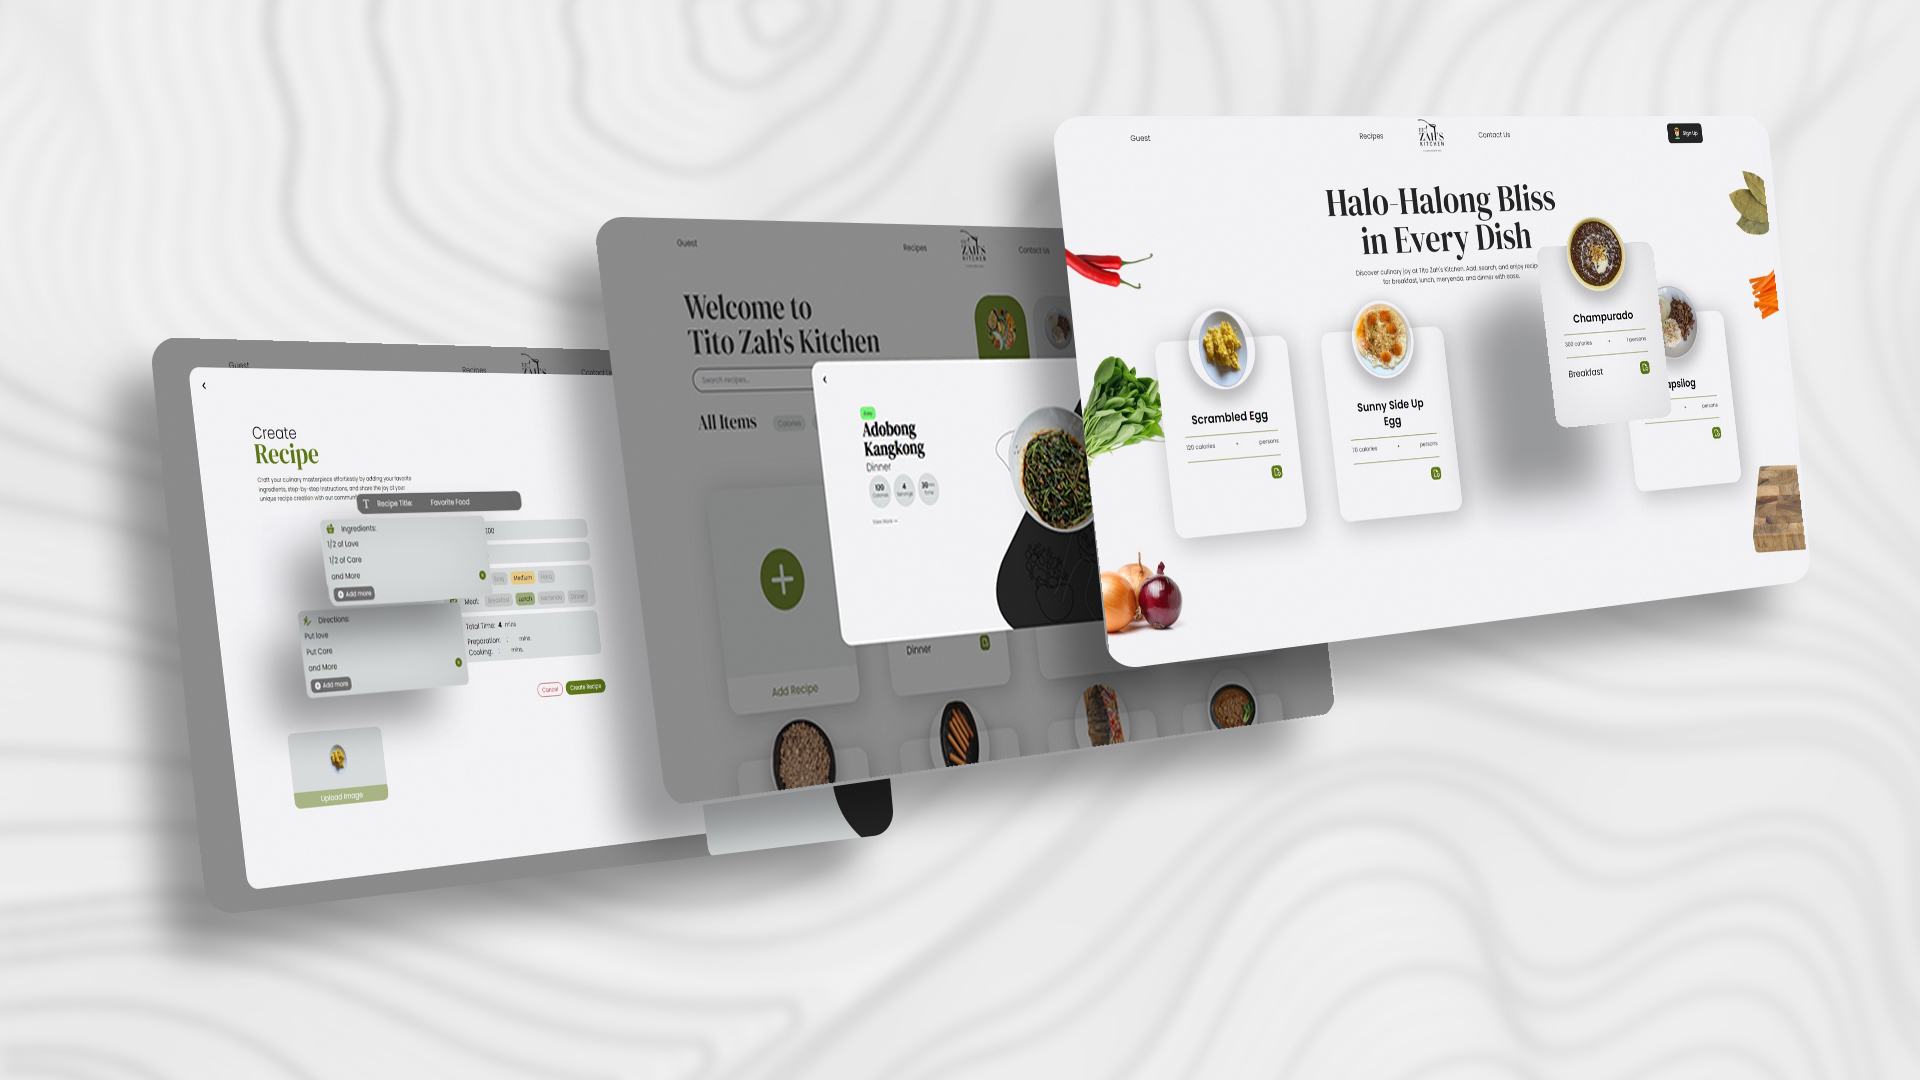 Guest
Recipes
ZAH'S
KITCHEN
Contact Us
Sign Up
Halo-Halong Bliss
in Every Dish
Discover culinary joy at Tito Zah's Kitchen. Add, search, and enjoy recip
for breakfast, lunch, meryenda, and dinner with ease.
Scrambled Egg
120 calories • persons
Sunny Side Up
Egg
70 calories • persons
Champurado
300 calories • 1 persons
Breakfast
apsilog
• persons
Guest
Recipes
ZAH'S
KITCHEN
Contact Us
Welcome to
Tito Zah's Kitchen
Search recipes...
All Items
Calories
Easy
Adobong
Kangkong
Dinner
120
Calories
4
Servings
30
Time
View More
Add Recipe
Dinner
Guest
Recipes
ZAH'S
Contact Us
Create
Recipe
Craft your culinary masterpiece effortlessly by adding your favorite
ingredients, step-by-step instructions, and share the joy of your
unique recipe creation with our communit
T Recipe Title: Favorite Food
Ingredients:
1/2 of Love
1/2 of Care
and More
Add more
Directions:
Put love
Put Care
and More
Add more
Easy Medium Hard
Meal: Breakfast Lunch Meryenda Dinner
Total Time: 4 mins
Preparation: mins.
Cooking: mins.
Cancel
Create Recipe
Upload Image